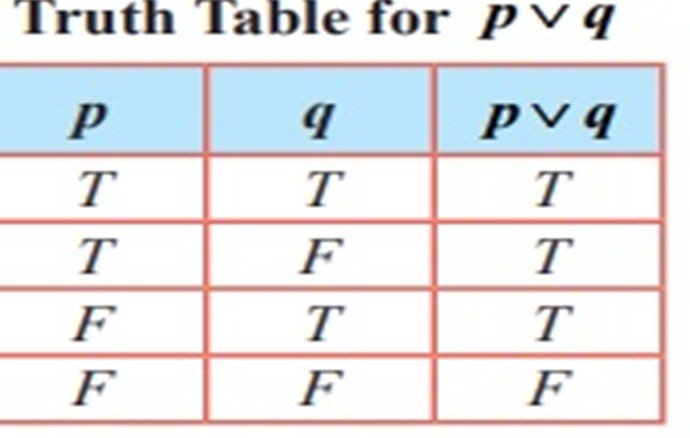 Truth Table for p ∨ q
p q p ∨ q
T T T
T F T
F T T
F F F